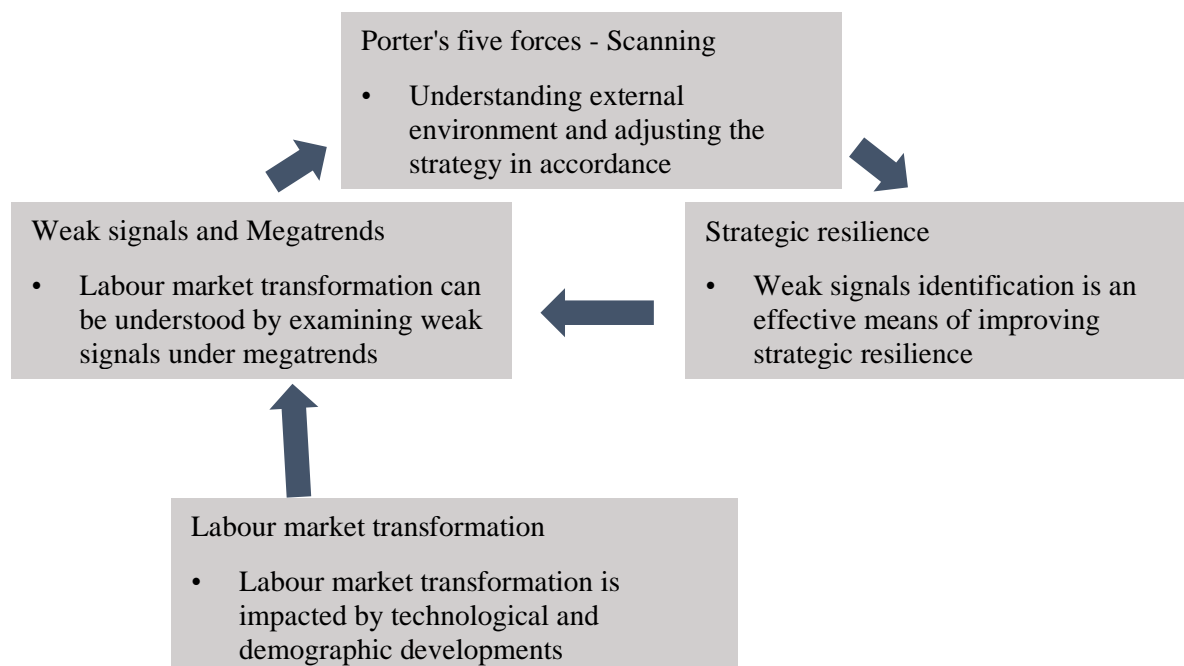 Porter's five forces - Scanning
• Understanding external
environment and adjusting the
strategy in accordance
Weak signals and Megatrends
• Labour market transformation can
be understood by examining weak
signals under megatrends
Strategic resilience
• Weak signals identification is an
effective means of improving
strategic resilience
Labour market transformation
• Labour market transformation is
impacted by technological and
demographic developments